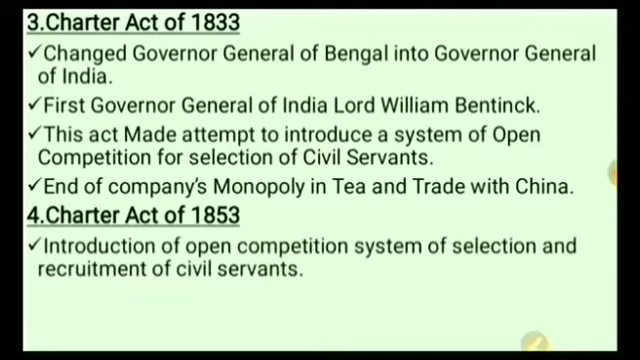 3.Charter Act of 1833
✓Changed Governor General of Bengal into Governor General
of India.
✓First Governor General of India Lord William Bentinck.
✓This act Made attempt to introduce a system of Open
Competition for selection of Civil Servants.
✓End of company's Monopoly in Tea and Trade with China.
4.Charter Act of 1853
✓Introduction of open competition system of selection and
recruitment of civil servants.